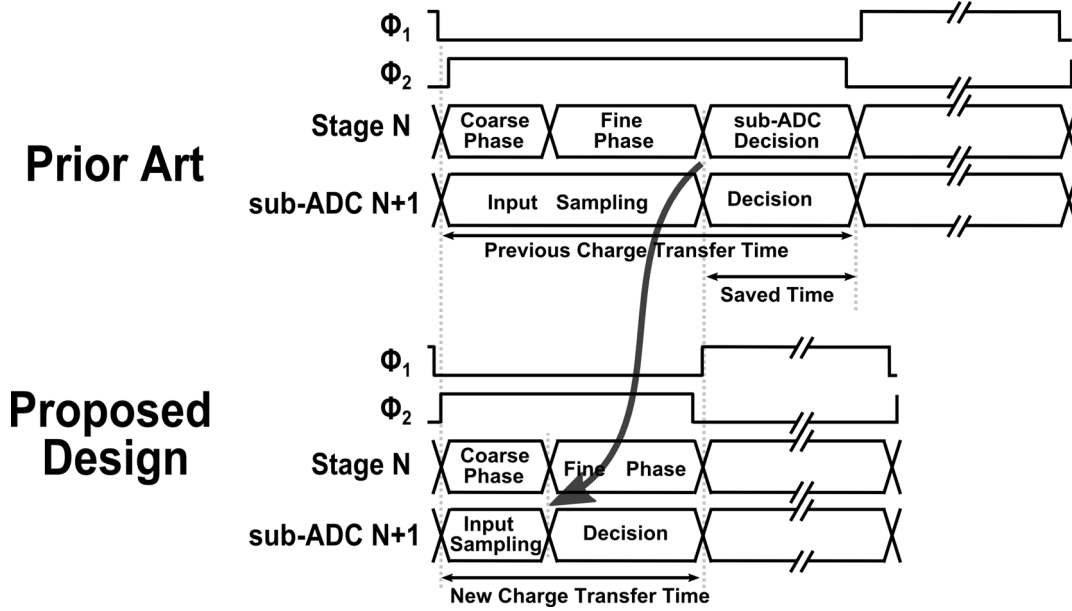 Φ1
Φ2
Prior Art
Stage N
Coarse Phase
Fine Phase
sub-ADC Decision
sub-ADC N+1
Input Sampling
Decision
Previous Charge Transfer Time
Saved Time
Φ1
Φ2
Proposed Design
Stage N
Coarse Phase
Fine Phase
sub-ADC N+1
Input Sampling
Decision
New Charge Transfer Time